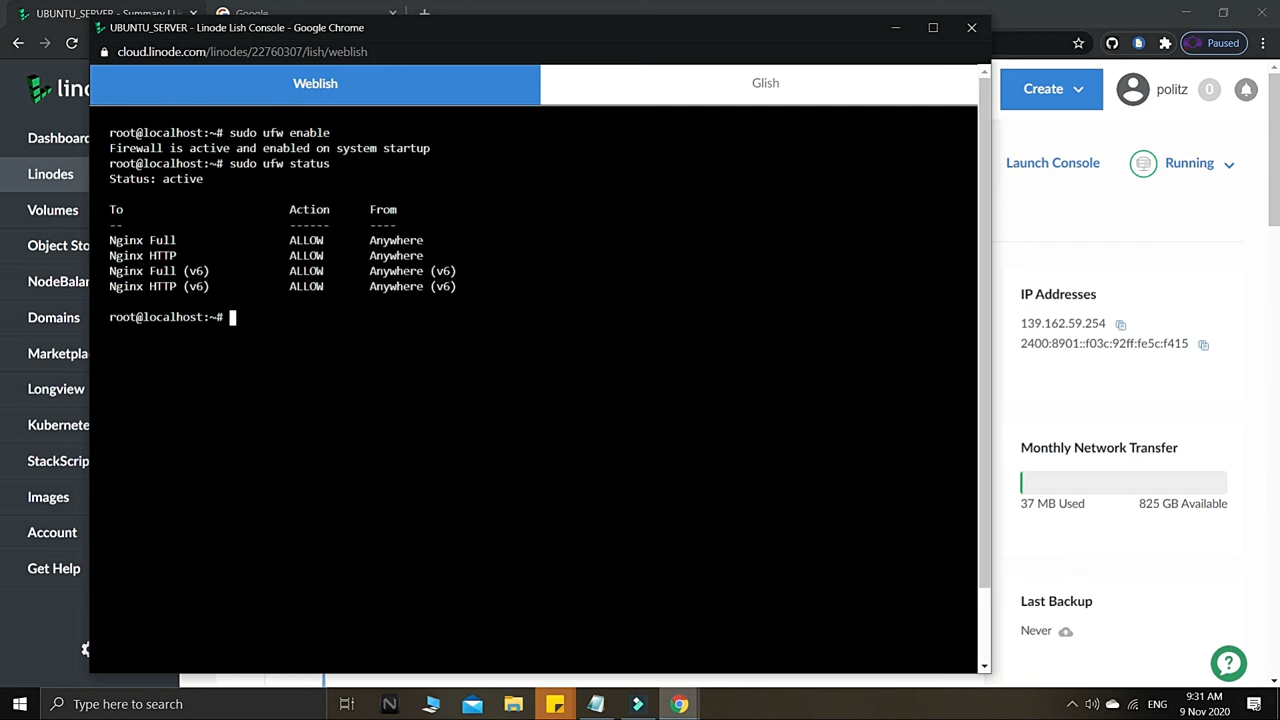 UBUNTU_SERVER - Linode Lish Console - Google Chrome
cloud.linode.com/linodes/22760307/lish/weblish
Paused
Weblish
Glish
root@localhost:~# sudo ufw enable
Firewall is active and enabled on system startup
root@localhost:~# sudo ufw status
Status: active
To Action From
-- ------ ----
Nginx Full ALLOW Anywhere
Nginx HTTP ALLOW Anywhere
Nginx Full (v6) ALLOW Anywhere (v6)
Nginx HTTP (v6) ALLOW Anywhere (v6)
root@localhost:~#
lin
Dashboar
Linodes
Volumes
Object Sto
NodeBalan
Domains
Marketpla
Longview
Kubernete
StackScrip
Images
Account
Get Help
Create
politz
0
Launch Console
Running
IP Addresses
139.162.59.254
2400:8901::f03c:92ff:fe5c:f415
Monthly Network Transfer
37 MB Used
825 GB Available
Last Backup
Never
?
Type here to search
N
ENG
9:31 AM
9 Nov 2020